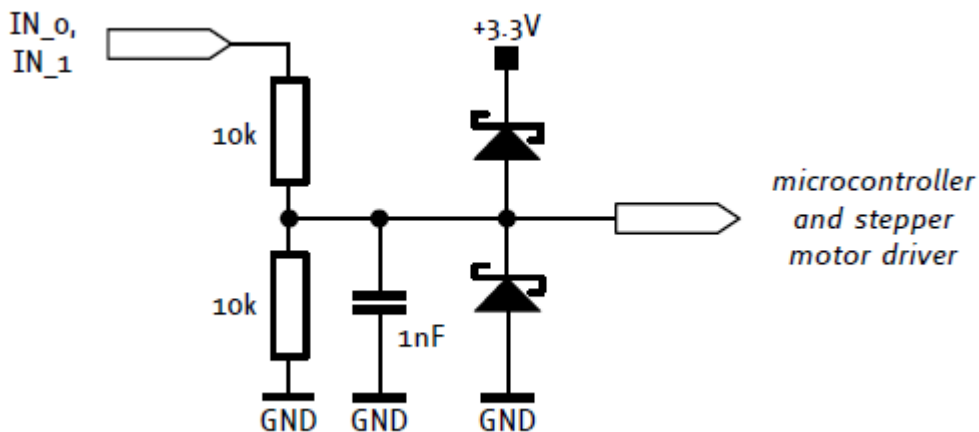 IN_0,
IN_1
+3.3V
10k
microcontroller
and stepper
motor driver
10k
1nF
GND
GND
GND